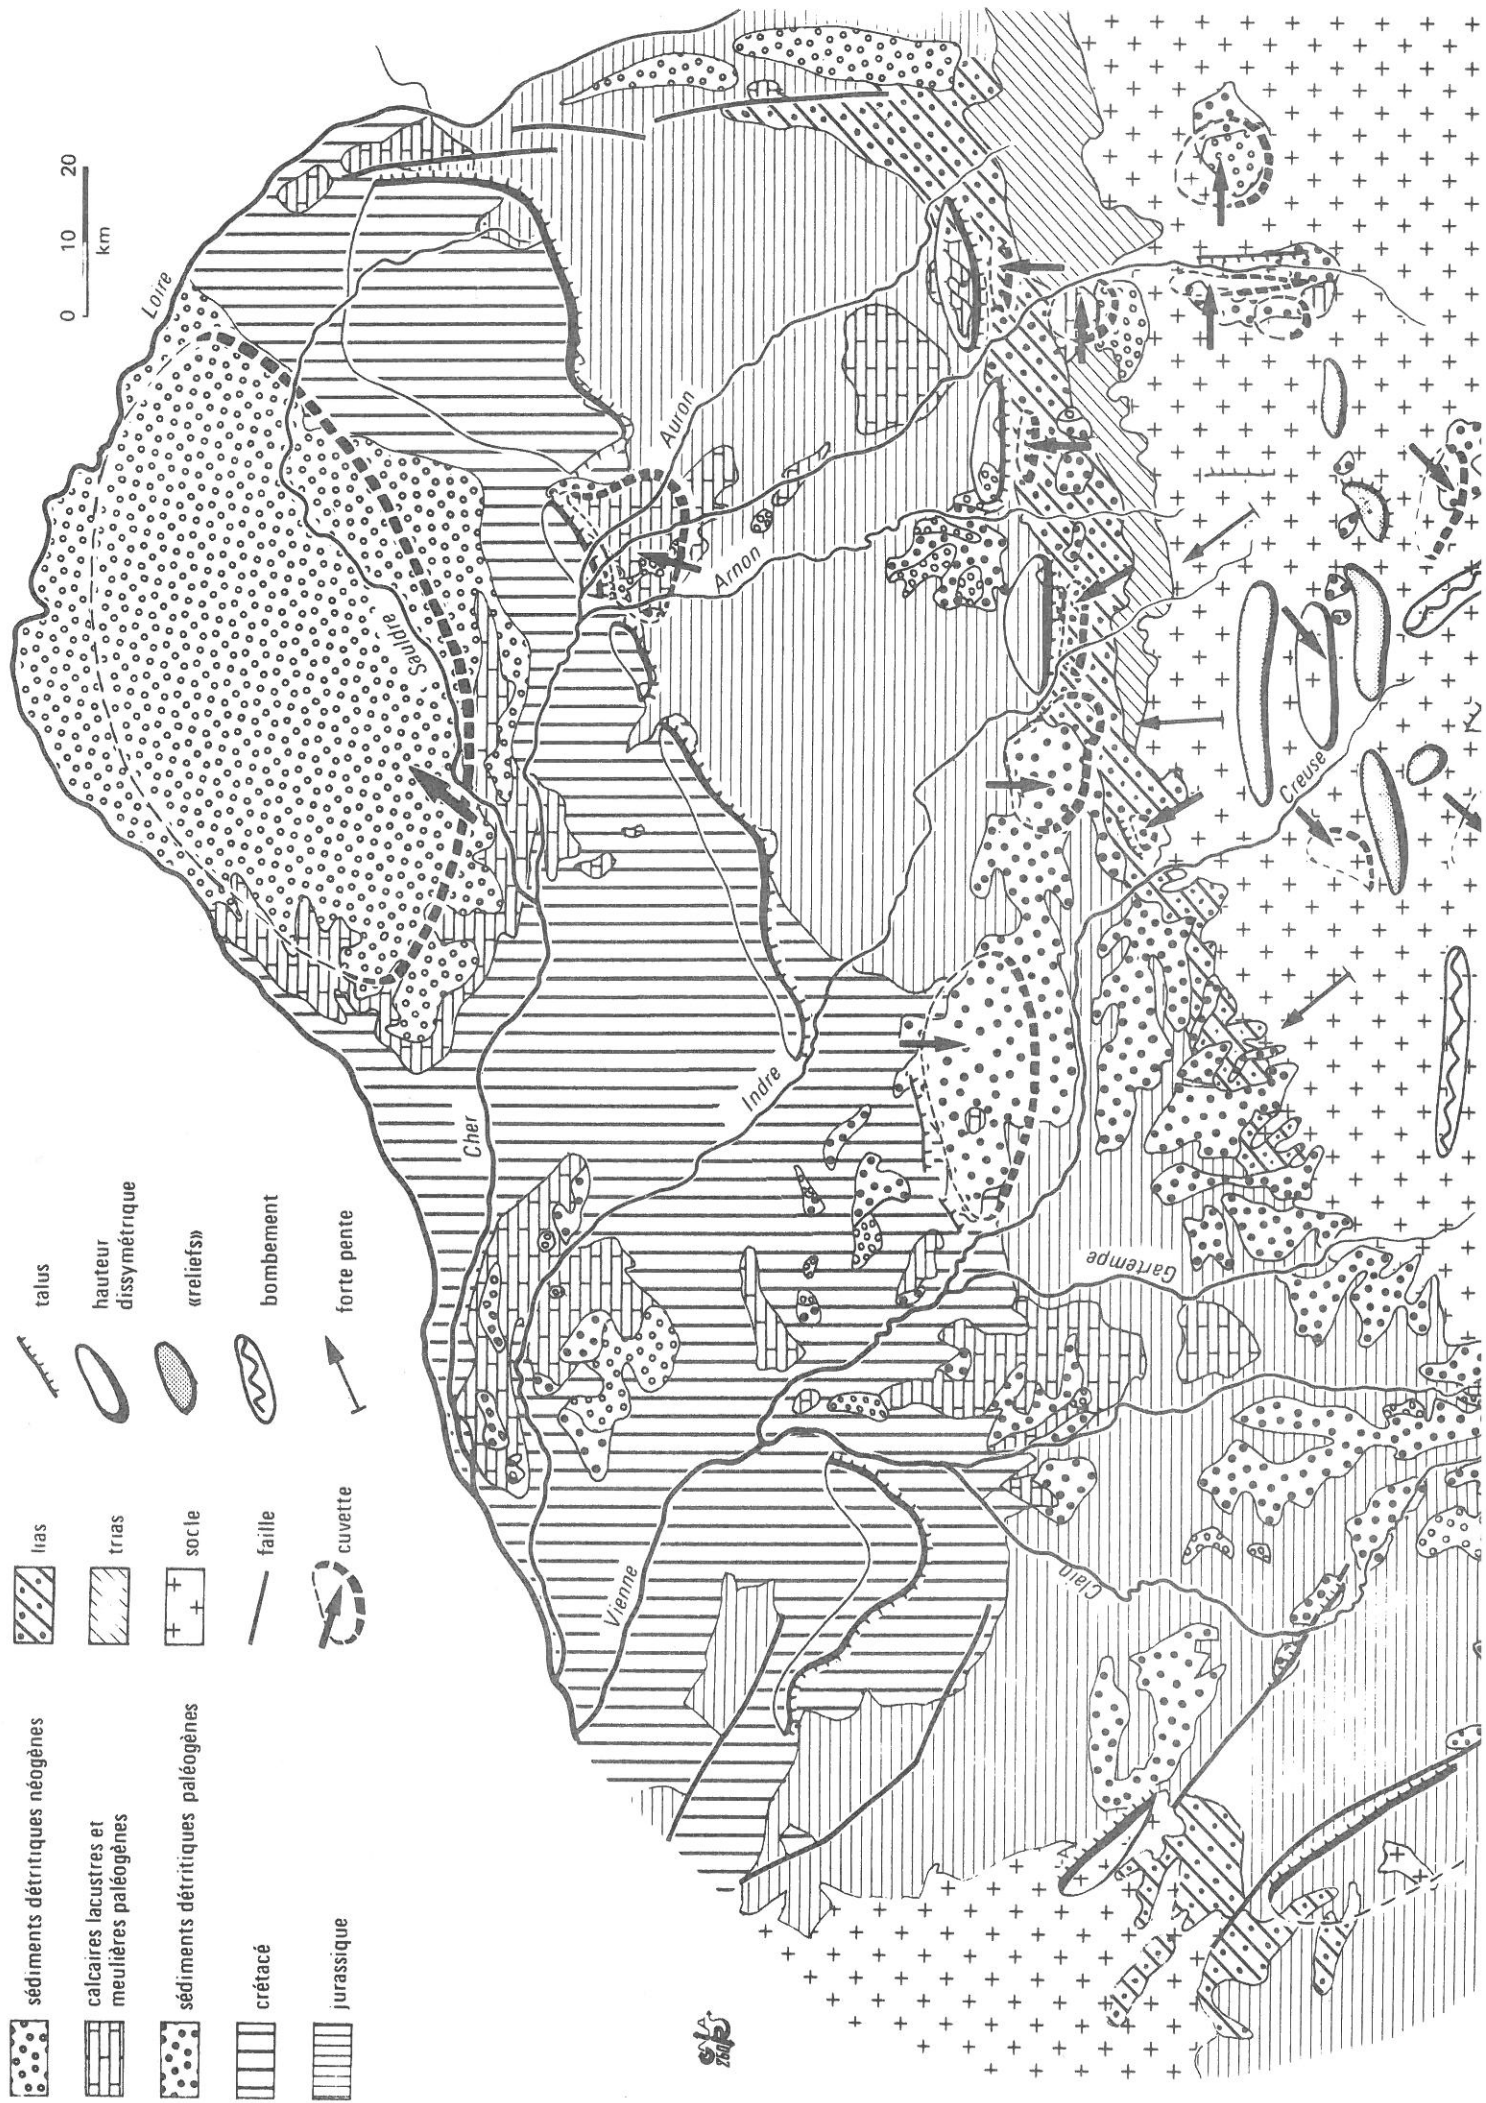 sédiments détritiques néogènes
calcaires lacustres et
meulières paléogènes
sédiments détritiques paléogènes
crétacé
jurassique
lias
trias
socle
faille
cuvette
talus
hauteur
dissymétrique
«reliefs»
bombement
forte pente
0 10 20
km
Loire
Sauldre
Cher
Auron
Arnon
Indre
Vienne
Creuse
Gartempe
Clain